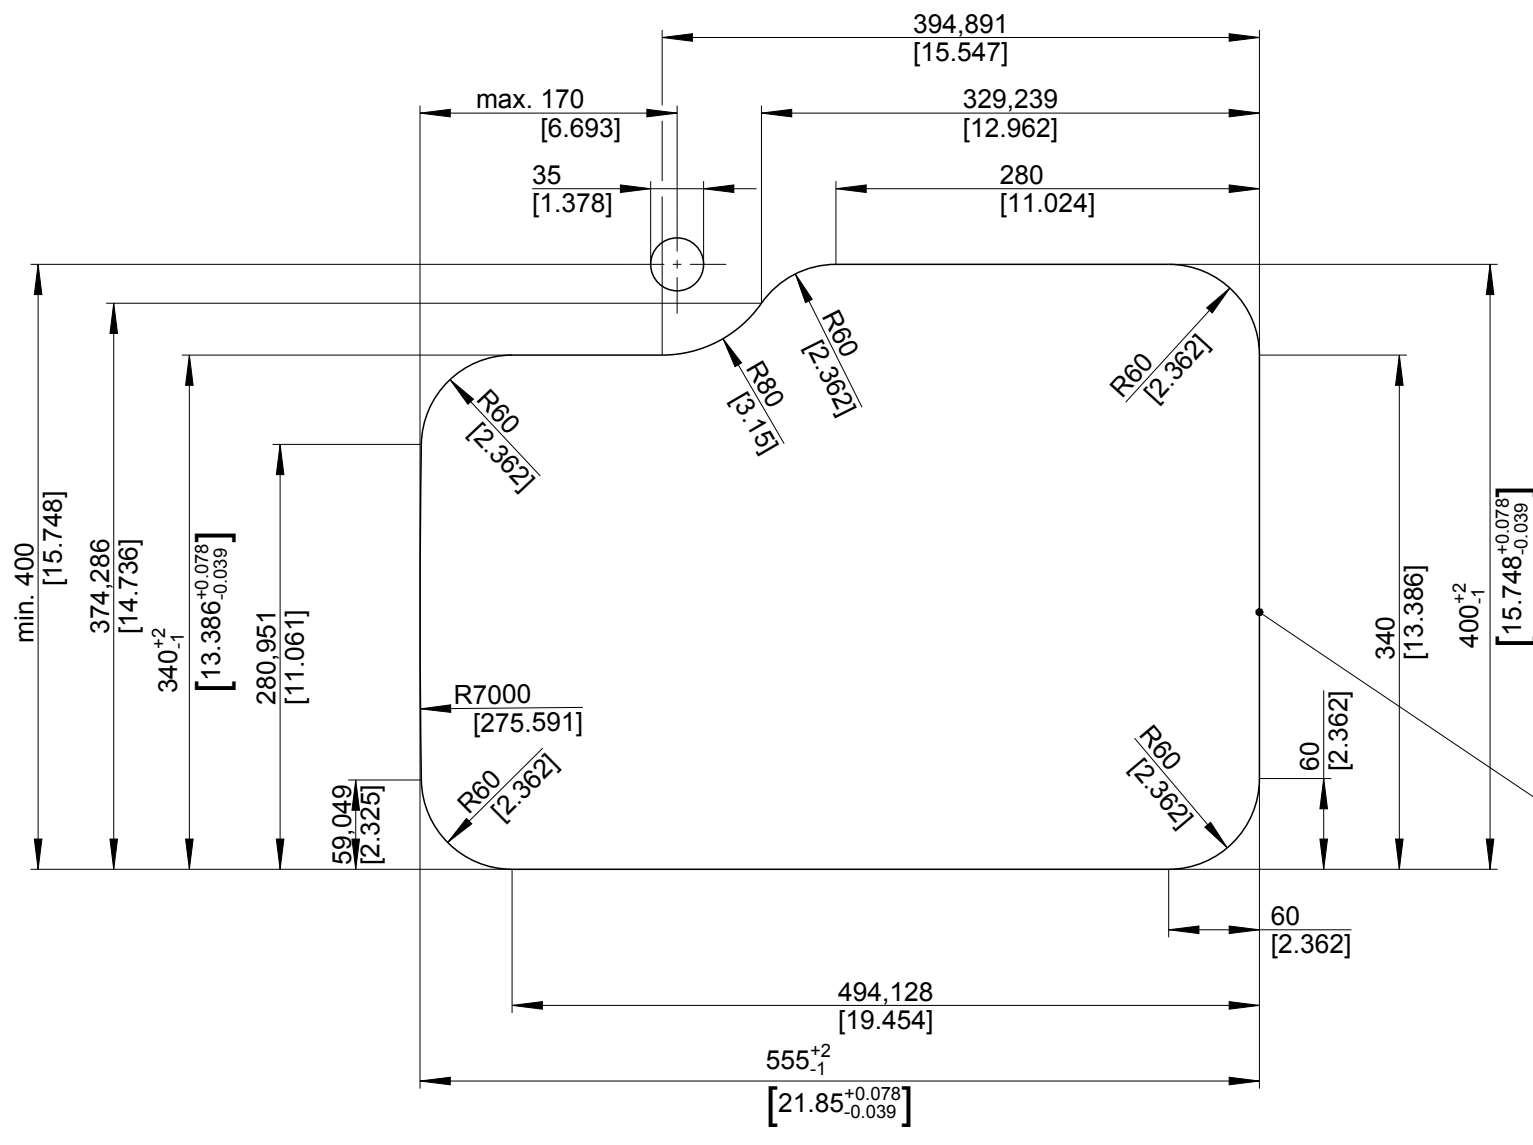 394,891
[15.547]
max. 170
[6.693]
329,239
[12.962]
35
[1.378]
280
[11.024]
R60
[2.362]
R80
[3.15]
R60
[2.362]
R60
[2.362]
min. 400
[15.748]
374,286
[14.736]
340 +2 -1
[13.386 +0.078 -0.039]
280,951
[11.061]
R7000
[275.591]
R60
[2.362]
59,049
[2.325]
R60
[2.362]
60
[2.362]
340
[13.386]
400 +2 -1
[15.748 +0.078 -0.039]
60
[2.362]
494,128
[19.454]
555 +2 -1
[21.85 +0.078 -0.039]